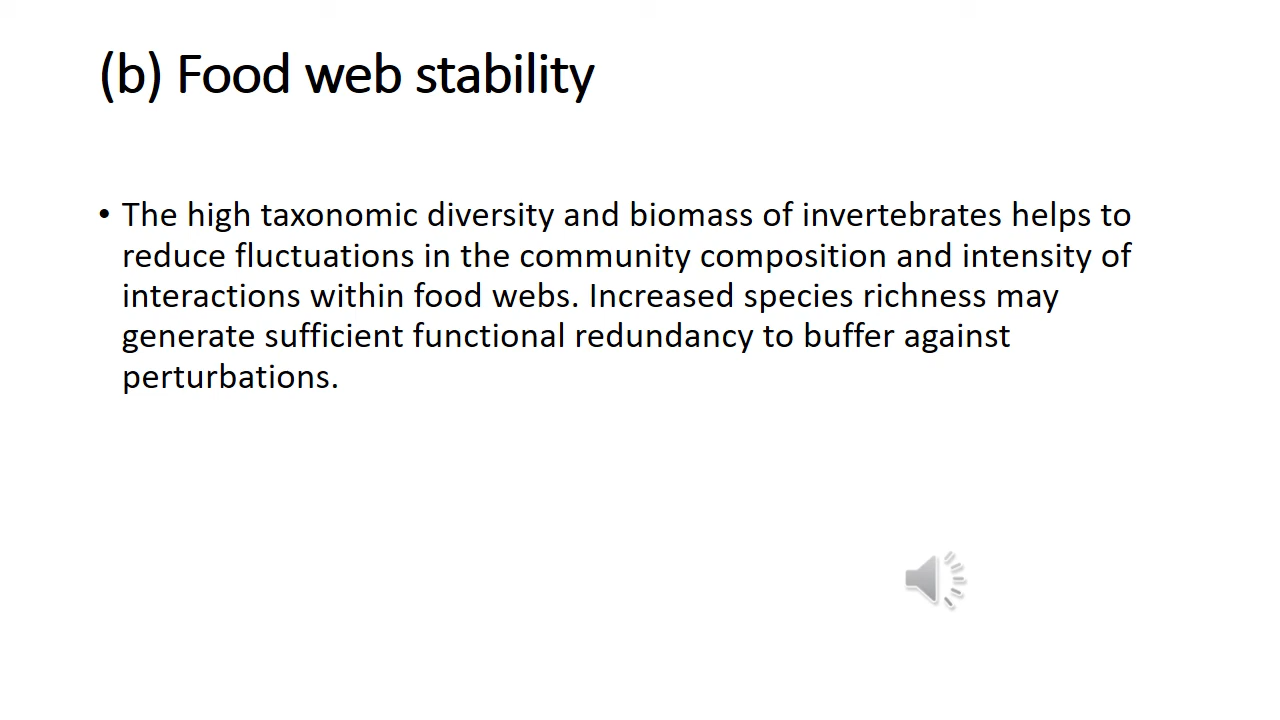 (b) Food web stability
• The high taxonomic diversity and biomass of invertebrates helps to
reduce fluctuations in the community composition and intensity of
interactions within food webs. Increased species richness may
generate sufficient functional redundancy to buffer against
perturbations.